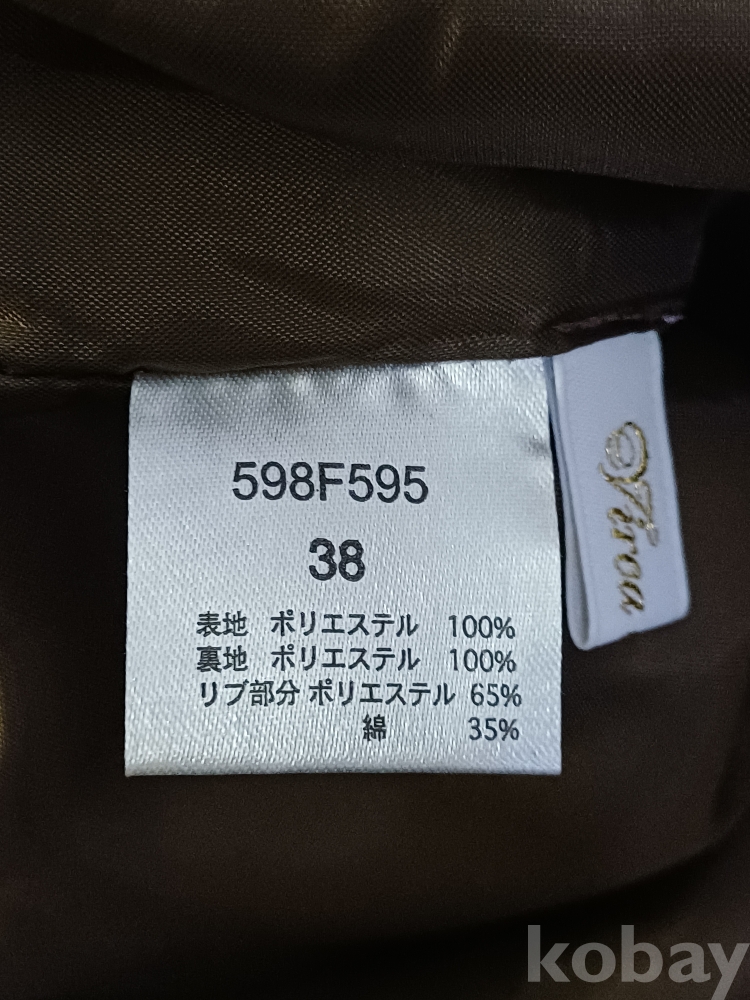 598F595
38
表地 ポリエステル 100%
裏地 ポリエステル 100%
リブ部分 ポリエステル 65%
綿 35%
Viroa
kobay